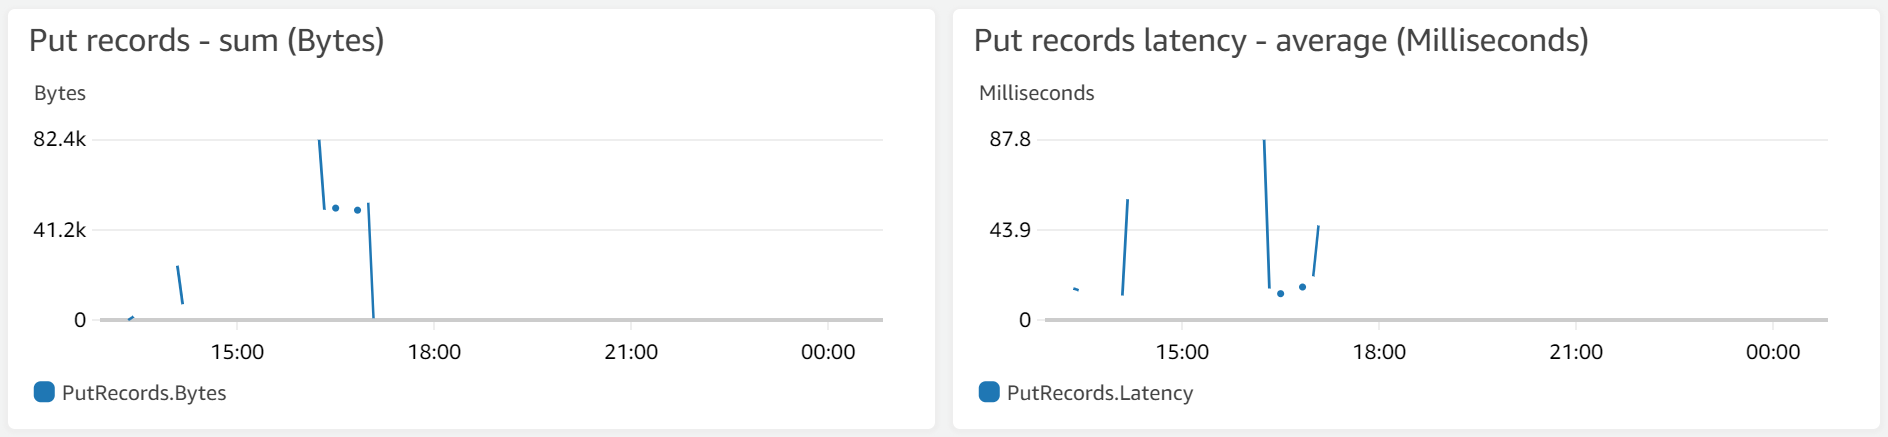 Put records - sum (Bytes)
Bytes
82.4k
41.2k
0
15:00 18:00 21:00 00:00
PutRecords.Bytes
Put records latency - average (Milliseconds)
Milliseconds
87.8
43.9
0
15:00 18:00 21:00 00:00
PutRecords.Latency